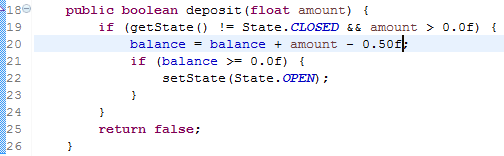 18 public boolean deposit(float amount) {
19 if (getState() != State.CLOSED && amount > 0.0f) {
20 balance = balance + amount - 0.50f;
21 if (balance >= 0.0f) {
22 setState(State.OPEN);
23 }
24 }
25 return false;
26 }